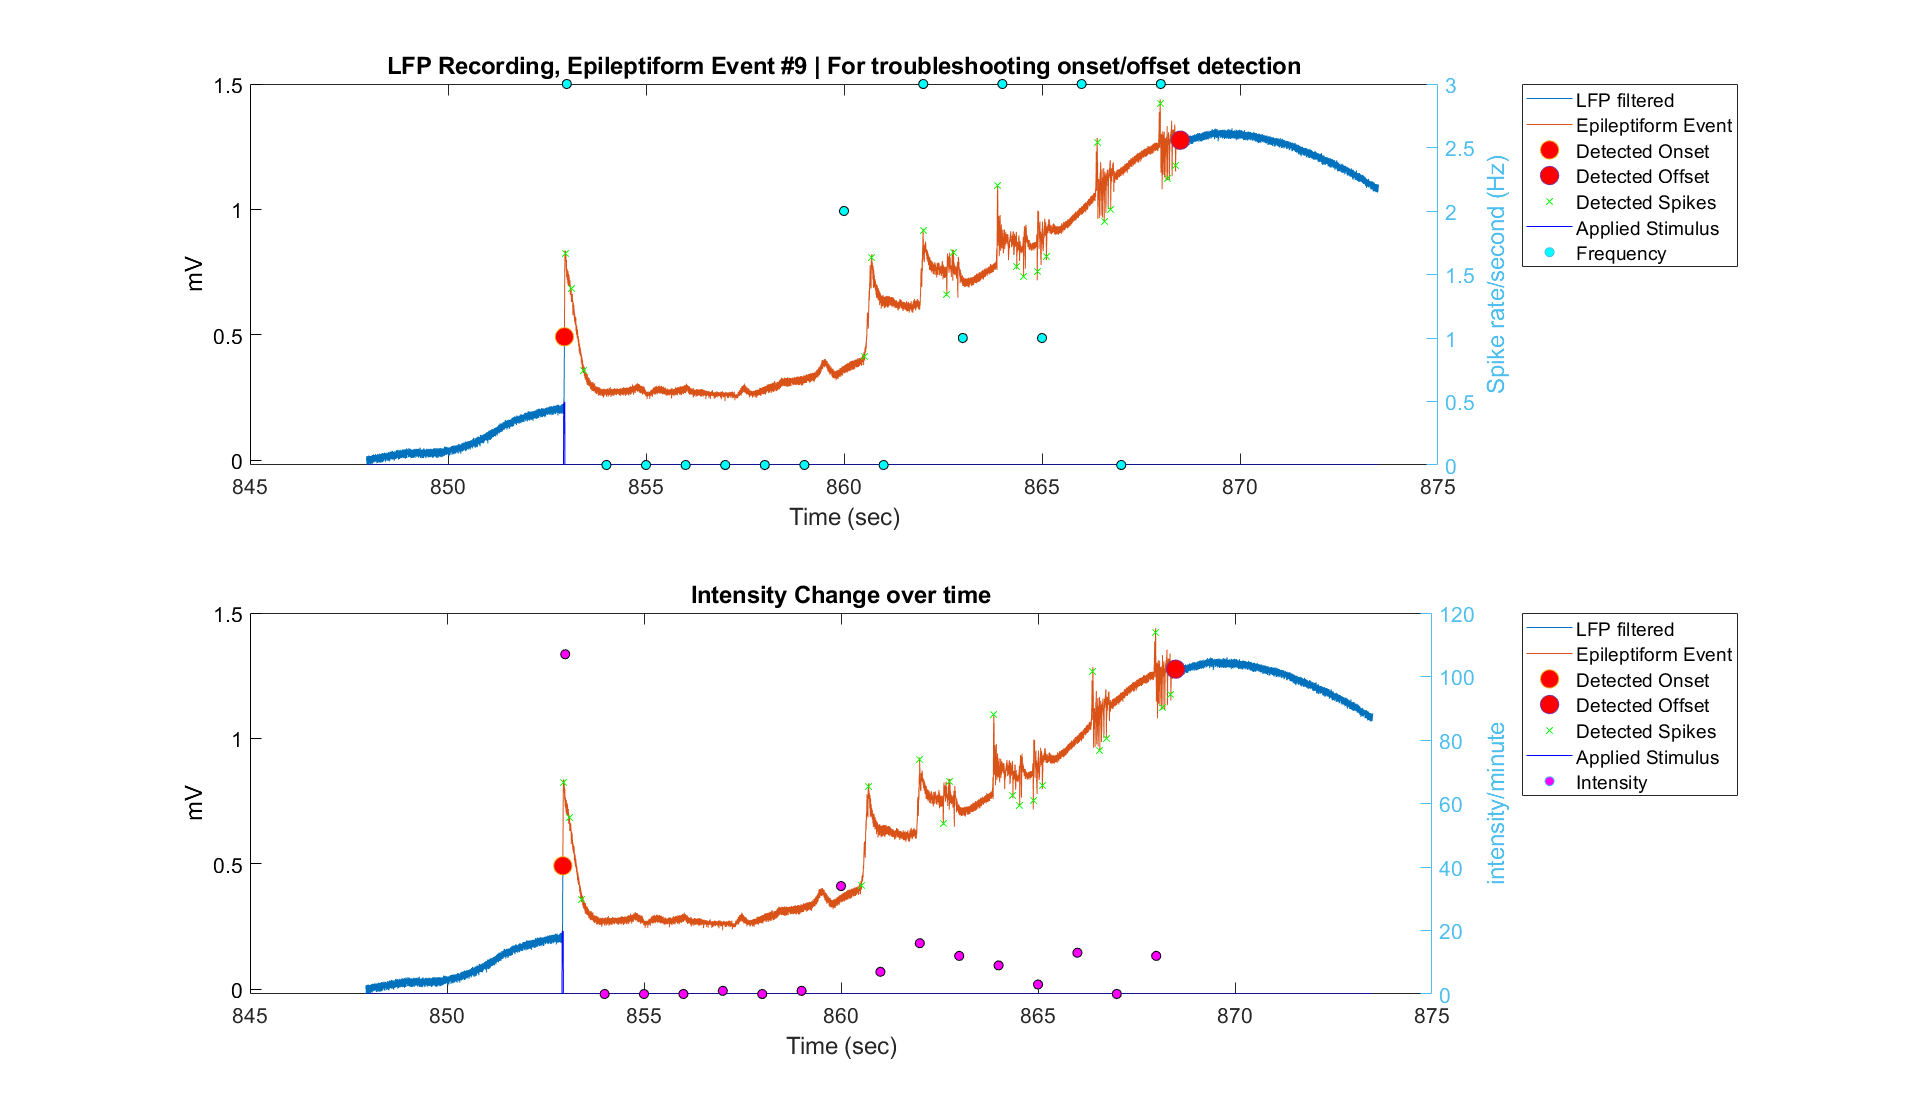 LFP Recording, Epileptiform Event #9 | For troubleshooting onset/offset detection
1.5
1
0.5
0
mV
3
2.5
2
1.5
1
0.5
0
Spike rate/second (Hz)
845 850 855 860 865 870 875
Time (sec)
LFP filtered
Epileptiform Event
Detected Onset
Detected Offset
Detected Spikes
Applied Stimulus
Frequency
Intensity Change over time
1.5
1
0.5
0
mV
120
100
80
60
40
20
0
intensity/minute
845 850 855 860 865 870 875
Time (sec)
LFP filtered
Epileptiform Event
Detected Onset
Detected Offset
Detected Spikes
Applied Stimulus
Intensity